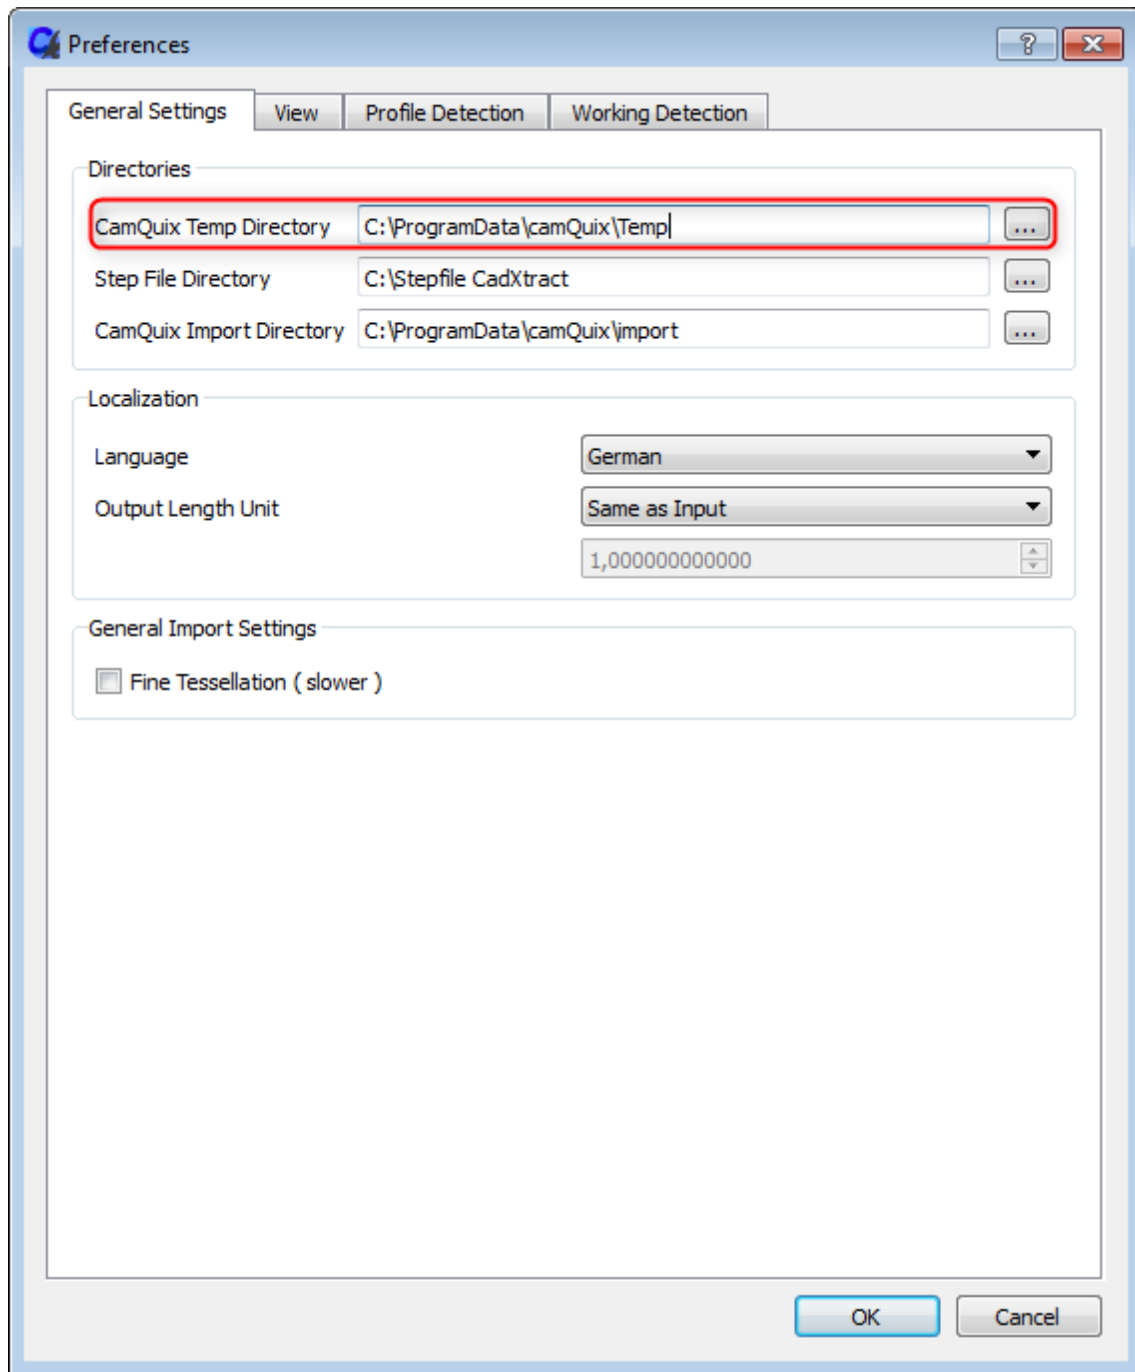 Preferences
General Settings View Profile Detection Working Detection
Directories
CamQuix Temp Directory C:\ProgramData\camQuix\Temp ...
Step File Directory C:\Stepfile CadXtract ...
CamQuix Import Directory C:\ProgramData\camQuix\import ...
Localization
Language German
Output Length Unit Same as Input
1,000000000000
General Import Settings
Fine Tessellation ( slower )
OK Cancel